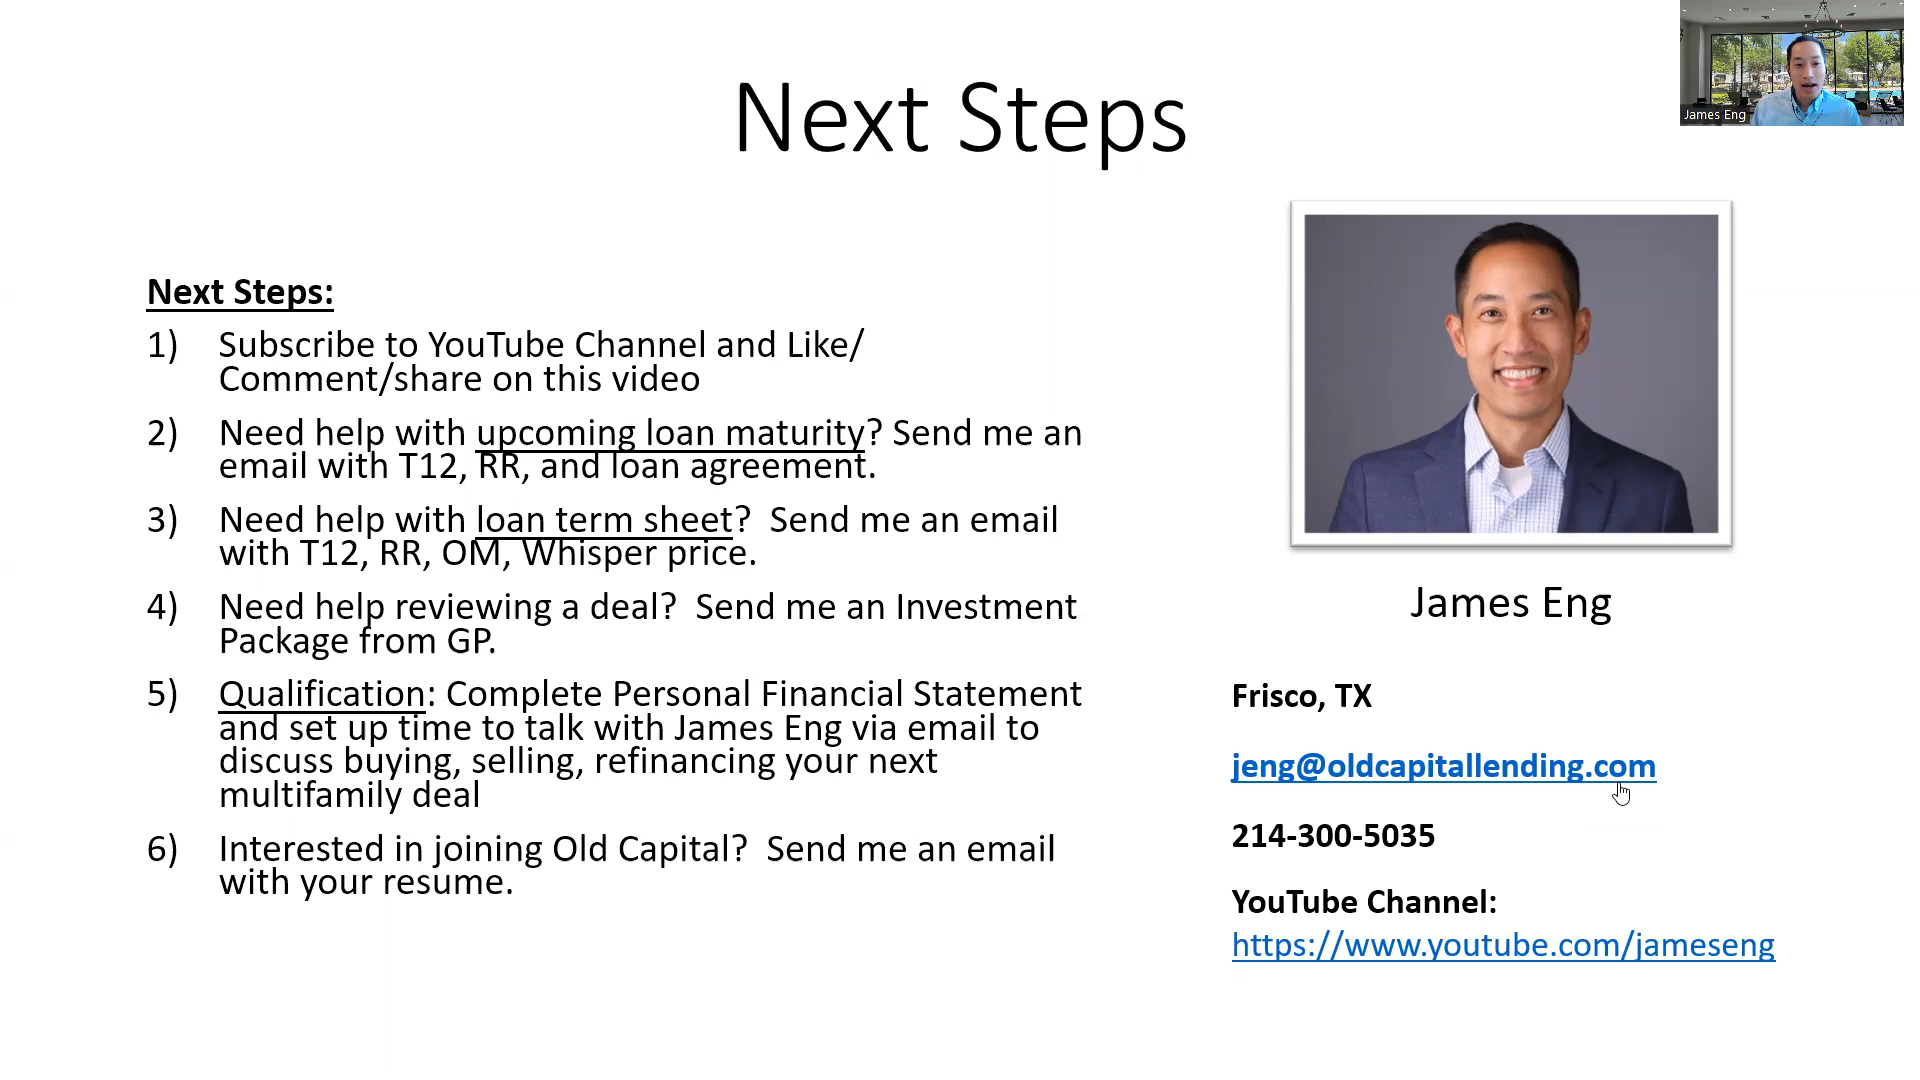 Next Steps
James Eng
Next Steps:
1) Subscribe to YouTube Channel and Like/
Comment/share on this video
2) Need help with upcoming loan maturity? Send me an
email with T12, RR, and loan agreement.
3) Need help with loan term sheet? Send me an email
with T12, RR, OM, Whisper price.
4) Need help reviewing a deal? Send me an Investment
Package from GP.
5) Qualification: Complete Personal Financial Statement
and set up time to talk with James Eng via email to
discuss buying, selling, refinancing your next
multifamily deal
6) Interested in joining Old Capital? Send me an email
with your resume.
James Eng
Frisco, TX
jeng@oldcapitallending.com
214-300-5035
YouTube Channel:
https://www.youtube.com/jameseng